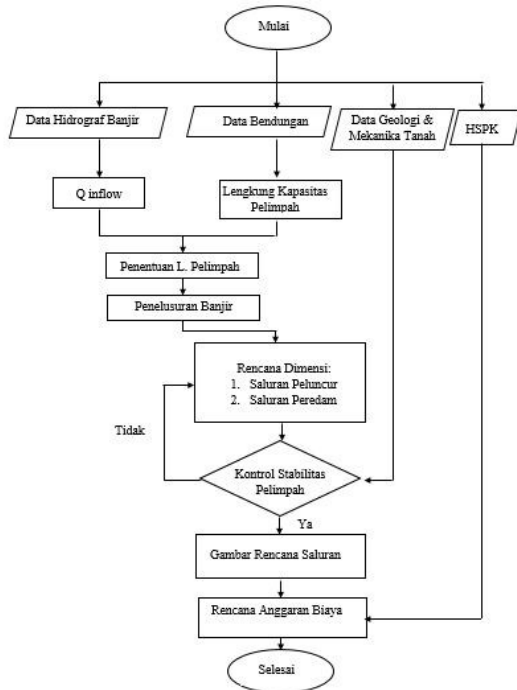 Mulai
Data Hidrograf Banjir
Data Bendungan
Data Geologi &
Mekanika Tanah
HSPK
Q inflow
Lengkung Kapasitas
Pelimpah
Penentuan L. Pelimpah
Penelusuran Banjir
Rencana Dimensi:
1. Saluran Peluncur
2. Saluran Peredam
Tidak
Kontrol Stabilitas
Pelimpah
Ya
Gambar Rencana Saluran
Rencana Anggaran Biaya
Selesai